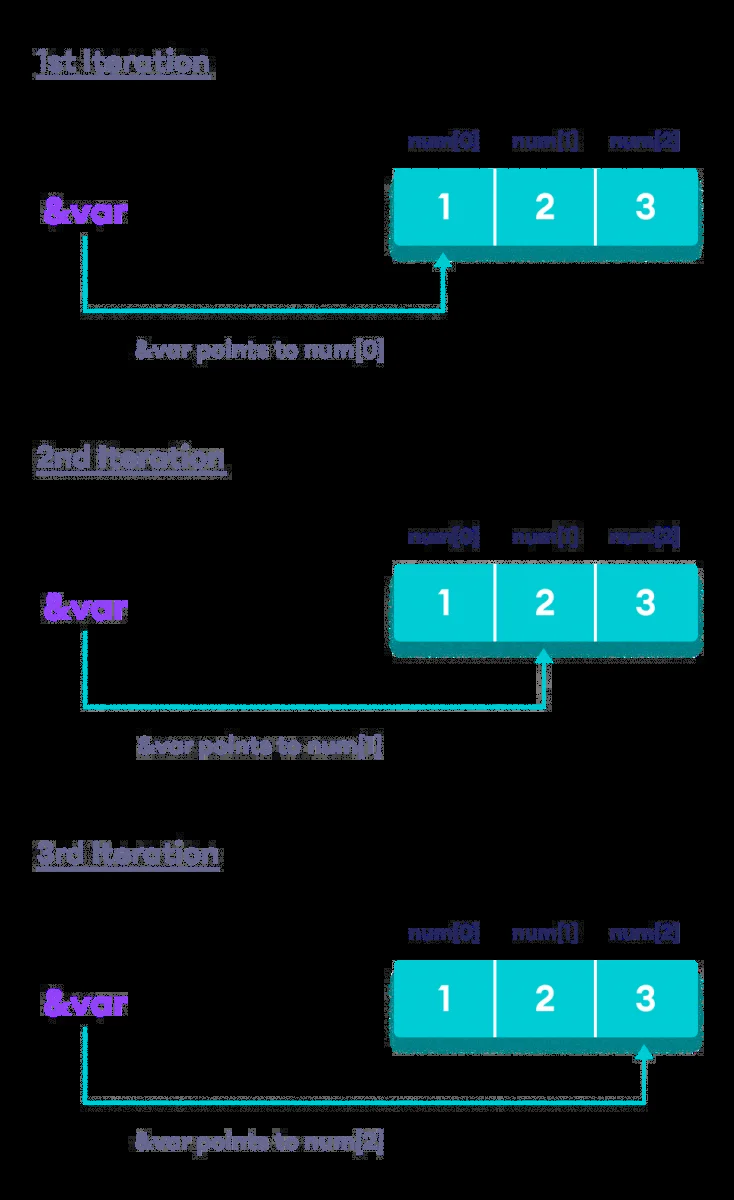 1st Iteration
num[0] num[1] num[2]
&var
1 2 3
&var points to num[0]
2nd Iteration
num[0] num[1] num[2]
&var
1 2 3
&var points to num[1]
3rd Iteration
num[0] num[1] num[2]
&var
1 2 3
&var points to num[2]